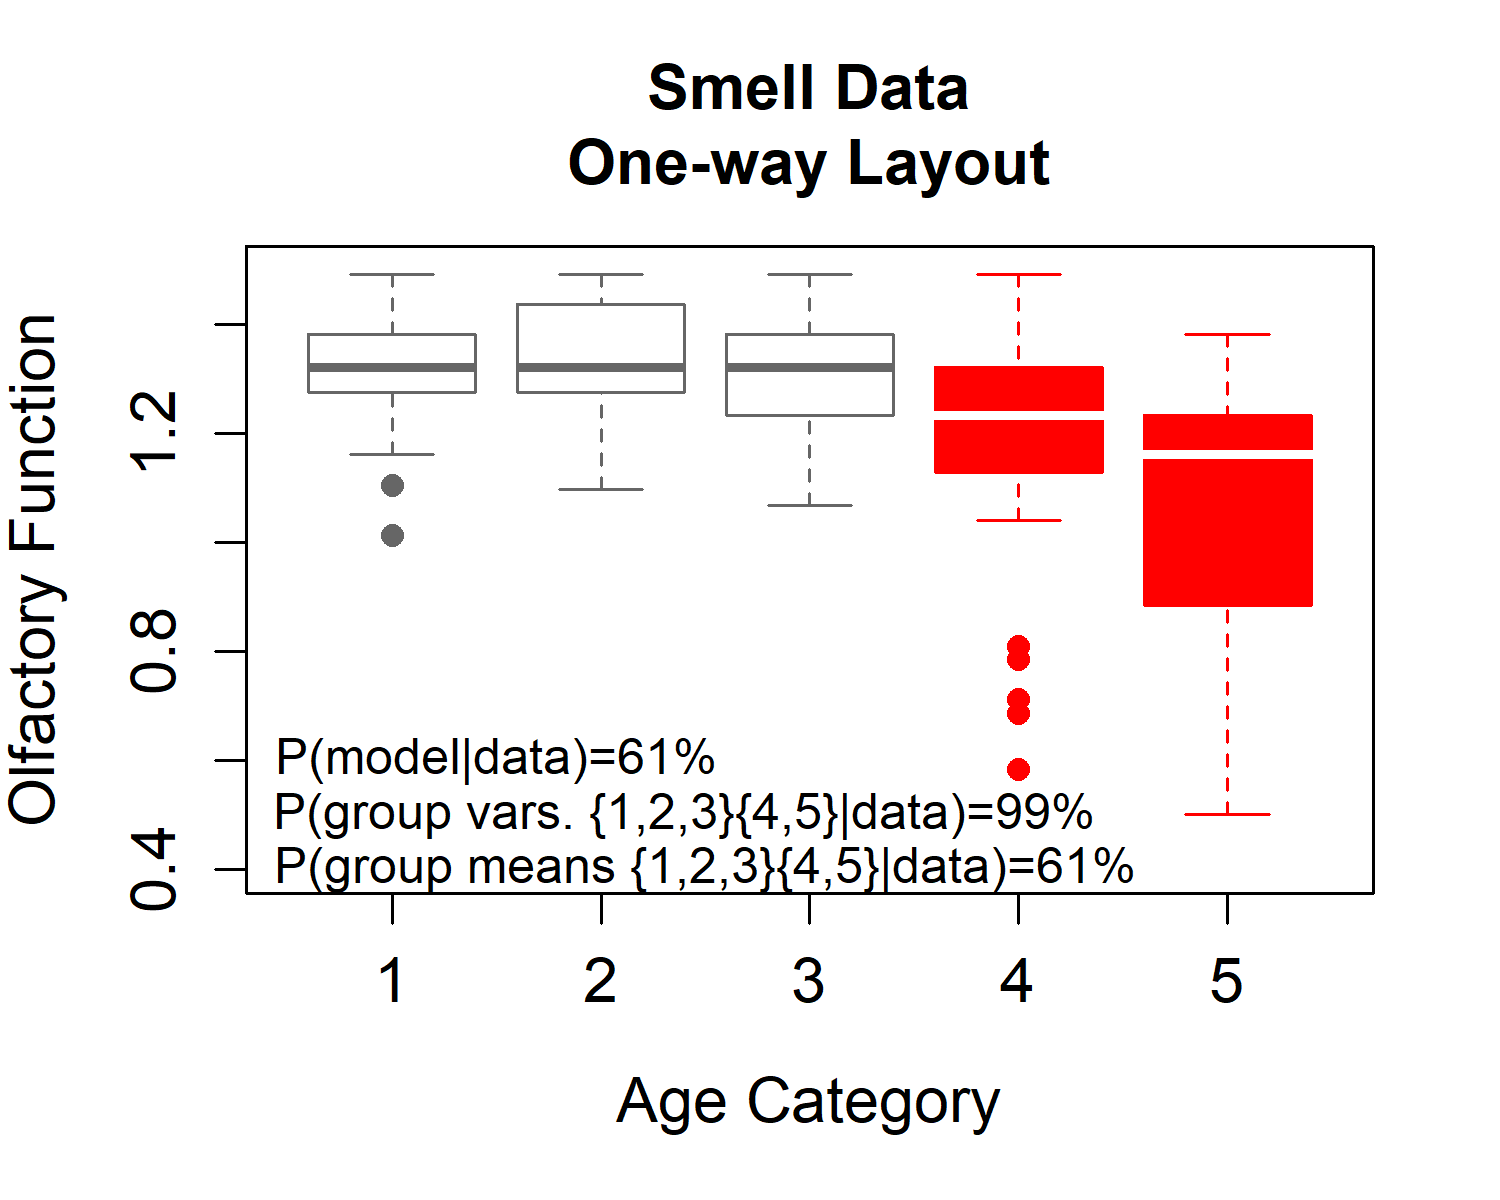 Smell Data
One-way Layout
Olfactory Function
1.2
0.8
0.4
P(model|data)=61%
P(group vars. {1,2,3}{4,5}|data)=99%
P(group means {1,2,3}{4,5}|data)=61%
1 2 3 4 5
Age Category